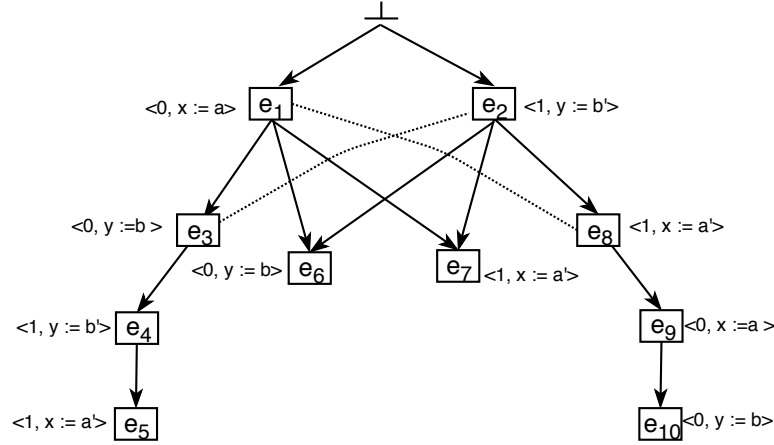 ⊥
<0, x := a> e1 e2 <1, y := b'>
<0, y :=b > e3 e8 <1, x := a'>
<0, y := b> e6 e7 <1, x := a'>
<1, y := b'> e4 e9 <0, x :=a >
<1, x := a'> e5 e10 <0, y := b>